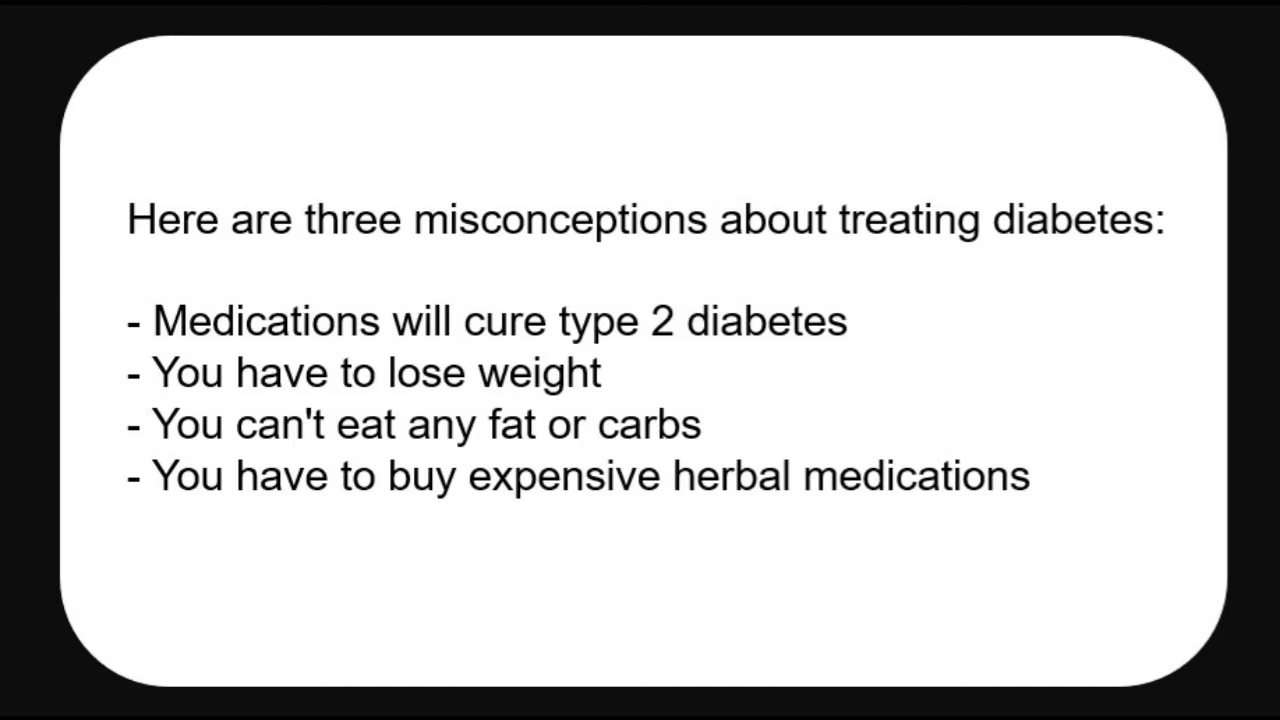 Here are three misconceptions about treating diabetes:
- Medications will cure type 2 diabetes
- You have to lose weight
- You can't eat any fat or carbs
- You have to buy expensive herbal medications